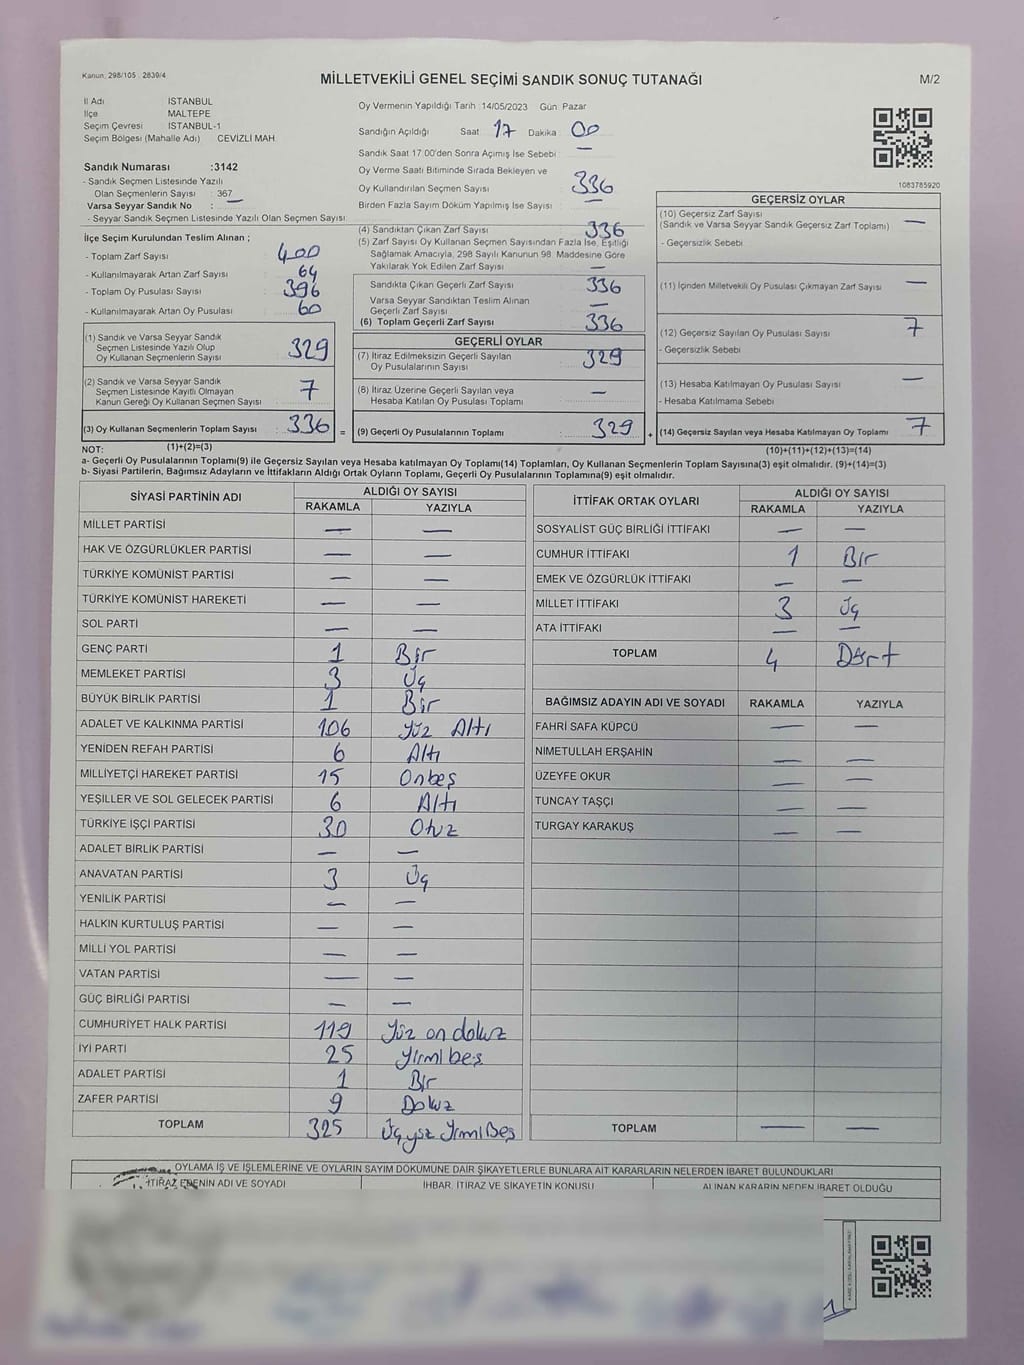 Kanun, 298/105 . 2839/4
MİLLETVEKİLİ GENEL SEÇİMİ SANDIK SONUÇ TUTANAĞI
M/2
İl Adı İSTANBUL
İlçe MALTEPE
Seçim Çevresi İSTANBUL-1
Seçim Bölgesi (Mahalle Adı) CEVİZLİ MAH.
Sandık Numarası :3142
- Sandık Seçmen Listesinde Yazılı
Olan Seçmenlerin Sayısı : 367
Varsa Seyyar Sandık No : —
- Seyyar Sandık Seçmen Listesinde Yazılı Olan Seçmen Sayısı:
Oy Vermenin Yapıldığı Tarih :14/05/2023 Gün Pazar
Sandığın Açıldığı Saat 17 Dakika 00
Sandık Saat 17:00'den Sonra Açımış İse Sebebi : —
Oy Verme Saati Bitiminde Sırada Bekleyen ve
Oy Kullandırılan Seçmen Sayısı : 336
Birden Fazla Sayım Döküm Yapılmış İse Sayısı : —
1083785920
İlçe Seçim Kurulundan Teslim Alınan ;
- Toplam Zarf Sayısı : 400
- Kullanılmayarak Artan Zarf Sayısı : 64
- Toplam Oy Pusulası Sayısı : 396
- Kullanılmayarak Artan Oy Pusulası : 60
(1) Sandık ve Varsa Seyyar Sandık
Seçmen Listesinde Yazılı Olup
Oy Kullanan Seçmenlerin Sayısı 329
(2) Sandık ve Varsa Seyyar Sandık
Seçmen Listesinde Kayıtlı Olmayan
Kanun Gereği Oy Kullanan Seçmen Sayısı 7
(3) Oy Kullanan Seçmenlerin Toplam Sayısı 336 =
(1)+(2)=(3)
(4) Sandıktan Çıkan Zarf Sayısı : 336
(5) Zarf Sayısı Oy Kullanan Seçmen Sayısından Fazla İse, Eşitliği
Sağlamak Amacıyla, 298 Sayılı Kanunun 98. Maddesine Göre
Yakılarak Yok Edilen Zarf Sayısı : —
Sandıkta Çıkan Geçerli Zarf Sayısı : 336
Varsa Seyyar Sandıktan Teslim Alınan
Geçerli Zarf Sayısı : —
(6) Toplam Geçerli Zarf Sayısı : 336
GEÇERLİ OYLAR
(7) İtiraz Edilmeksizin Geçerli Sayılan
Oy Pusulalarının Sayısı : 329
(8) İtiraz Üzerine Geçerli Sayılan veya
Hesaba Katılan Oy Pusulası Toplamı : —
(9) Geçerli Oy Pusulalarının Toplamı 329 +
GEÇERSİZ OYLAR
(10) Geçersiz Zarf Sayısı
(Sandık ve Varsa Seyyar Sandık Geçersiz Zarf Toplamı) : —
- Geçersizlik Sebebi
(11) İçinden Milletvekili Oy Pusulası Çıkmayan Zarf Sayısı : —
(12) Geçersiz Sayılan Oy Pusulası Sayısı : 7
- Geçersizlik Sebebi
(13) Hesaba Katılmayan Oy Pusulası Sayısı : —
- Hesaba Katılmama Sebebi
(14) Geçersiz Sayılan veya Hesaba Katılmayan Oy Toplamı 7
(10)+(11)+(12)+(13)=(14)
NOT:
a- Geçerli Oy Pusulalarının Toplamı(9) ile Geçersiz Sayılan veya Hesaba katılmayan Oy Toplamı(14) Toplamları, Oy Kullanan Seçmenlerin Toplam Sayısına(3) eşit olmalıdır. (9)+(14)=(3)
b- Siyasi Partilerin, Bağımsız Adayların ve İttifakların Aldığı Ortak Oyların Toplamı, Geçerli Oy Pusulalarının Toplamına(9) eşit olmalıdır.
SİYASİ PARTİNİN ADI ALDIĞI OY SAYISI
RAKAMLA YAZIYLA
MİLLET PARTİSİ — —
HAK VE ÖZGÜRLÜKLER PARTİSİ — —
TÜRKİYE KOMÜNİST PARTİSİ — —
TÜRKİYE KOMÜNİST HAREKETİ — —
SOL PARTİ — —
GENÇ PARTİ 1 Bir
MEMLEKET PARTİSİ 3 Üç
BÜYÜK BİRLİK PARTİSİ 1 Bir
ADALET VE KALKINMA PARTİSİ 106 Yüz Altı
YENİDEN REFAH PARTİSİ 6 Altı
MİLLİYETÇİ HAREKET PARTİSİ 15 Onbeş
YEŞİLLER VE SOL GELECEK PARTİSİ 6 Altı
TÜRKİYE İŞÇİ PARTİSİ 30 Otuz
ADALET BİRLİK PARTİSİ — —
ANAVATAN PARTİSİ 3 Üç
YENİLİK PARTİSİ — —
HALKIN KURTULUŞ PARTİSİ — —
MİLLİ YOL PARTİSİ — —
VATAN PARTİSİ — —
GÜÇ BİRLİĞİ PARTİSİ — —
CUMHURİYET HALK PARTİSİ 119 Yüz on dokuz
İYİ PARTİ 25 Yirmi beş
ADALET PARTİSİ 1 Bir
ZAFER PARTİSİ 9 Dokuz
TOPLAM 325 Üçyüz Yirmi Beş
İTTİFAK ORTAK OYLARI ALDIĞI OY SAYISI
RAKAMLA YAZIYLA
SOSYALİST GÜÇ BİRLİĞİ İTTİFAKI — —
CUMHUR İTTİFAKI 1 Bir
EMEK VE ÖZGÜRLÜK İTTİFAKI — —
MİLLET İTTİFAKI 3 Üç
ATA İTTİFAKI — —
TOPLAM 4 Dört
BAĞIMSIZ ADAYIN ADI VE SOYADI RAKAMLA YAZIYLA
FAHRİ SAFA KÜPCÜ — —
NİMETULLAH ERŞAHİN — —
ÜZEYFE OKUR — —
TUNCAY TAŞÇI — —
TURGAY KARAKUŞ — —
TOPLAM — —
OYLAMA İŞ VE İŞLEMLERİNE VE OYLARIN SAYIM DÖKÜMÜNE DAİR ŞİKAYETLERLE BUNLARA AİT KARARLARIN NELERDEN İBARET BULUNDUKLARI
İTİRAZ EDENİN ADI VE SOYADI İHBAR, İTİRAZ VE ŞİKAYETİN KONUSU ALINAN KARARIN NEDEN İBARET OLDUĞU